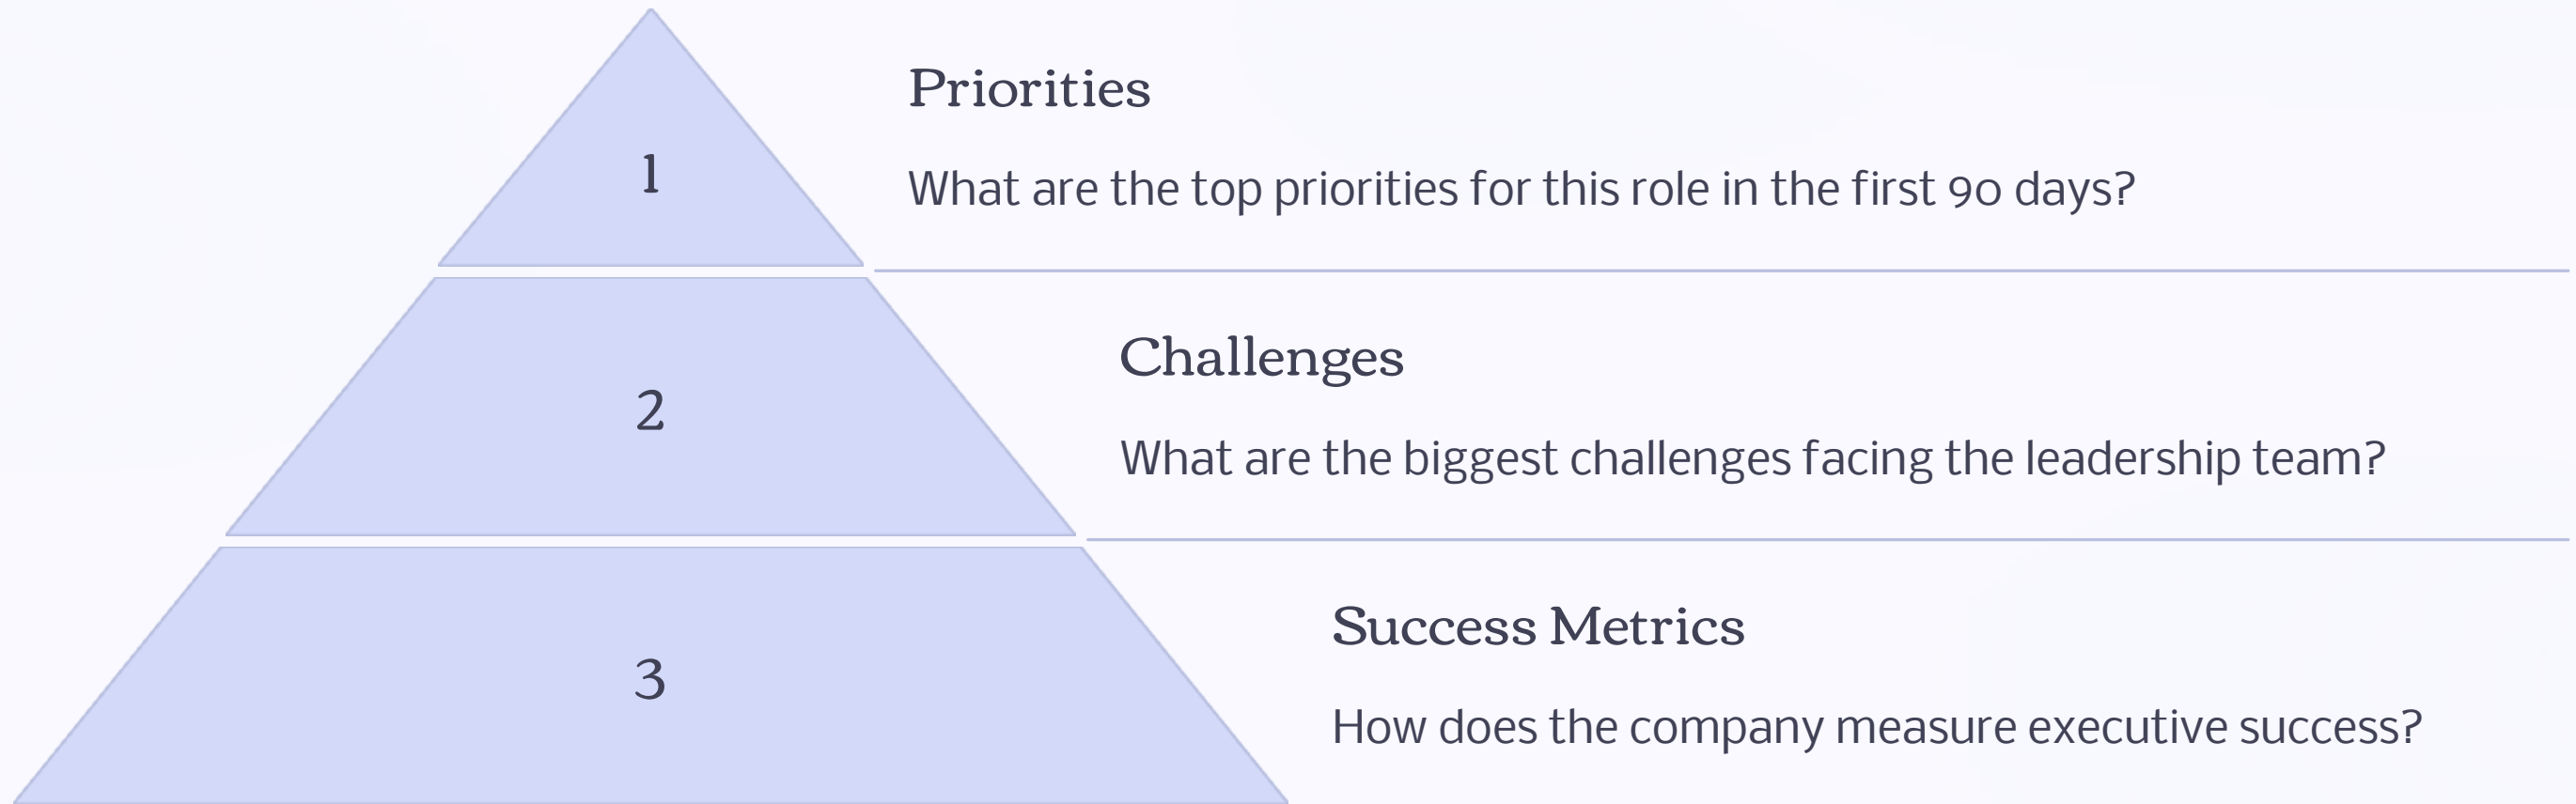 1
Priorities
What are the top priorities for this role in the first 90 days?
2
Challenges
What are the biggest challenges facing the leadership team?
3
Success Metrics
How does the company measure executive success?